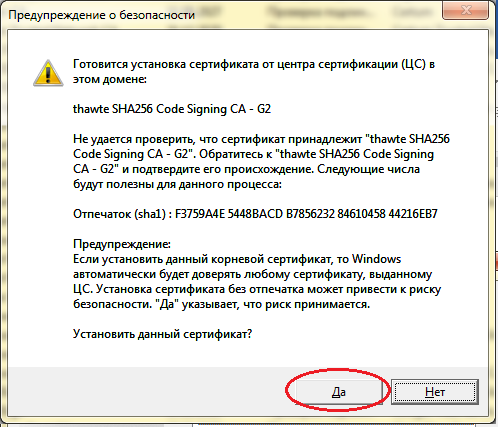 Предупреждение о безопасности
Готовится установка сертификата от центра сертификации (ЦС) в
этом домене:
thawte SHA256 Code Signing CA - G2
Не удается проверить, что сертификат принадлежит "thawte SHA256
Code Signing CA - G2". Обратитесь к "thawte SHA256 Code Signing
CA - G2" и подтвердите его происхождение. Следующие числа
будут полезны для данного процесса:
Отпечаток (sha1) : F3759A4E 5448BACD B7856232 84610458 44216EB7
Предупреждение:
Если установить данный корневой сертификат, то Windows
автоматически будет доверять любому сертификату, выданному
ЦС. Установка сертификата без отпечатка может привести к риску
безопасности. "Да" указывает, что риск принимается.
Установить данный сертификат?
Да Нет